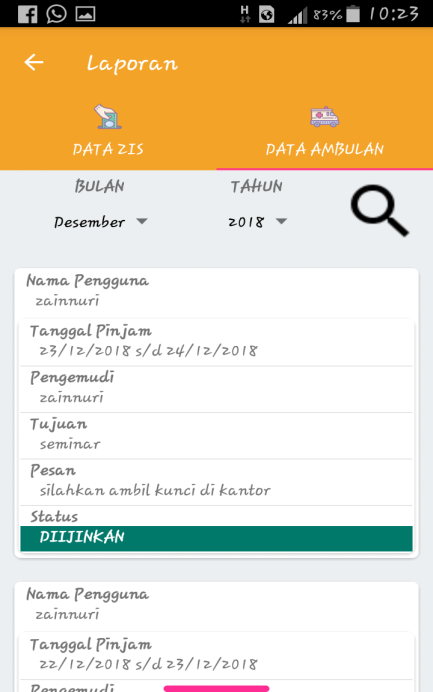 H
83%
10:23
Laporan
DATA ZIS
DATA AMBULAN
BULAN
TAHUN
Desember
2018
Nama Pengguna
zainnuri
Tanggal Pinjam
23/12/2018 s/d 24/12/2018
Pengemudi
zainnuri
Tujuan
seminar
Pesan
silahkan ambil kunci di kantor
Status
DIIJINKAN
Nama Pengguna
zainnuri
Tanggal Pinjam
22/12/2018 s/d 23/12/2018
Pengemudi